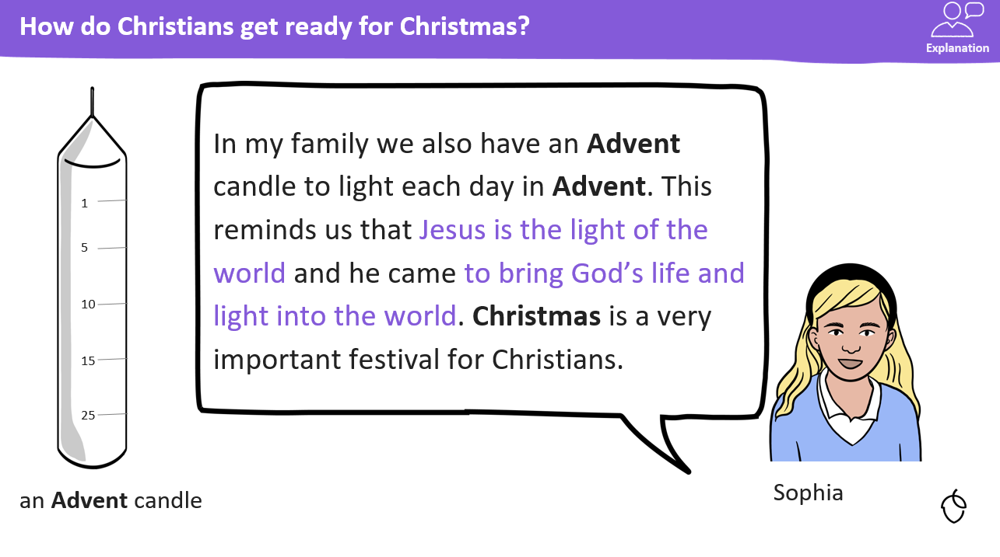 How do Christians get ready for Christmas?
Explanation
1
5
10
15
25
an Advent candle
In my family we also have an Advent
candle to light each day in Advent. This
reminds us that Jesus is the light of the
world and he came to bring God’s life and
light into the world. Christmas is a very
important festival for Christians.
Sophia